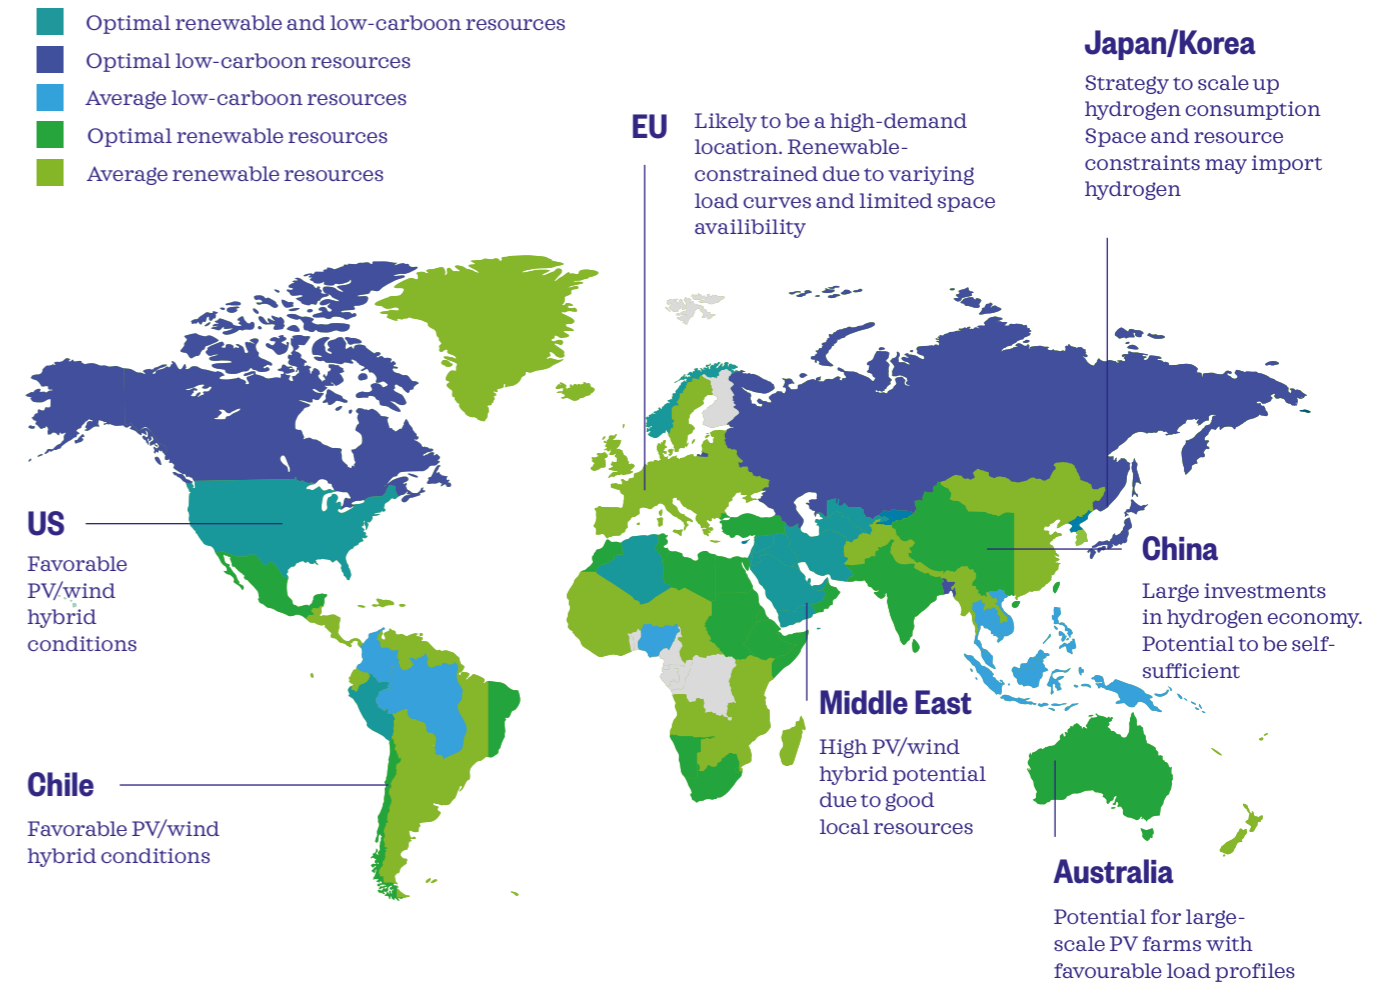 Optimal renewable and low-carboon resources
Optimal low-carboon resources
Average low-carboon resources
Optimal renewable resources
Average renewable resources
EU
Likely to be a high-demand
location. Renewable-
constrained due to variying
load curves and limited space
availibility
Japan/Korea
Strategy to scale up
hydrogen consumption
Space and resource
constraints may import
hydrogen
US
Favorable
PV/wind
hybrid
conditions
China
Large investments
in hydrogen economy.
Potential to be self-
sufficient
Middle East
High PV/wind
hybrid potential
due to good
local resources
Chile
Favorable PV/wind
hybrid conditions
Australia
Potential for large-
scale PV farms with
favourable load profiles